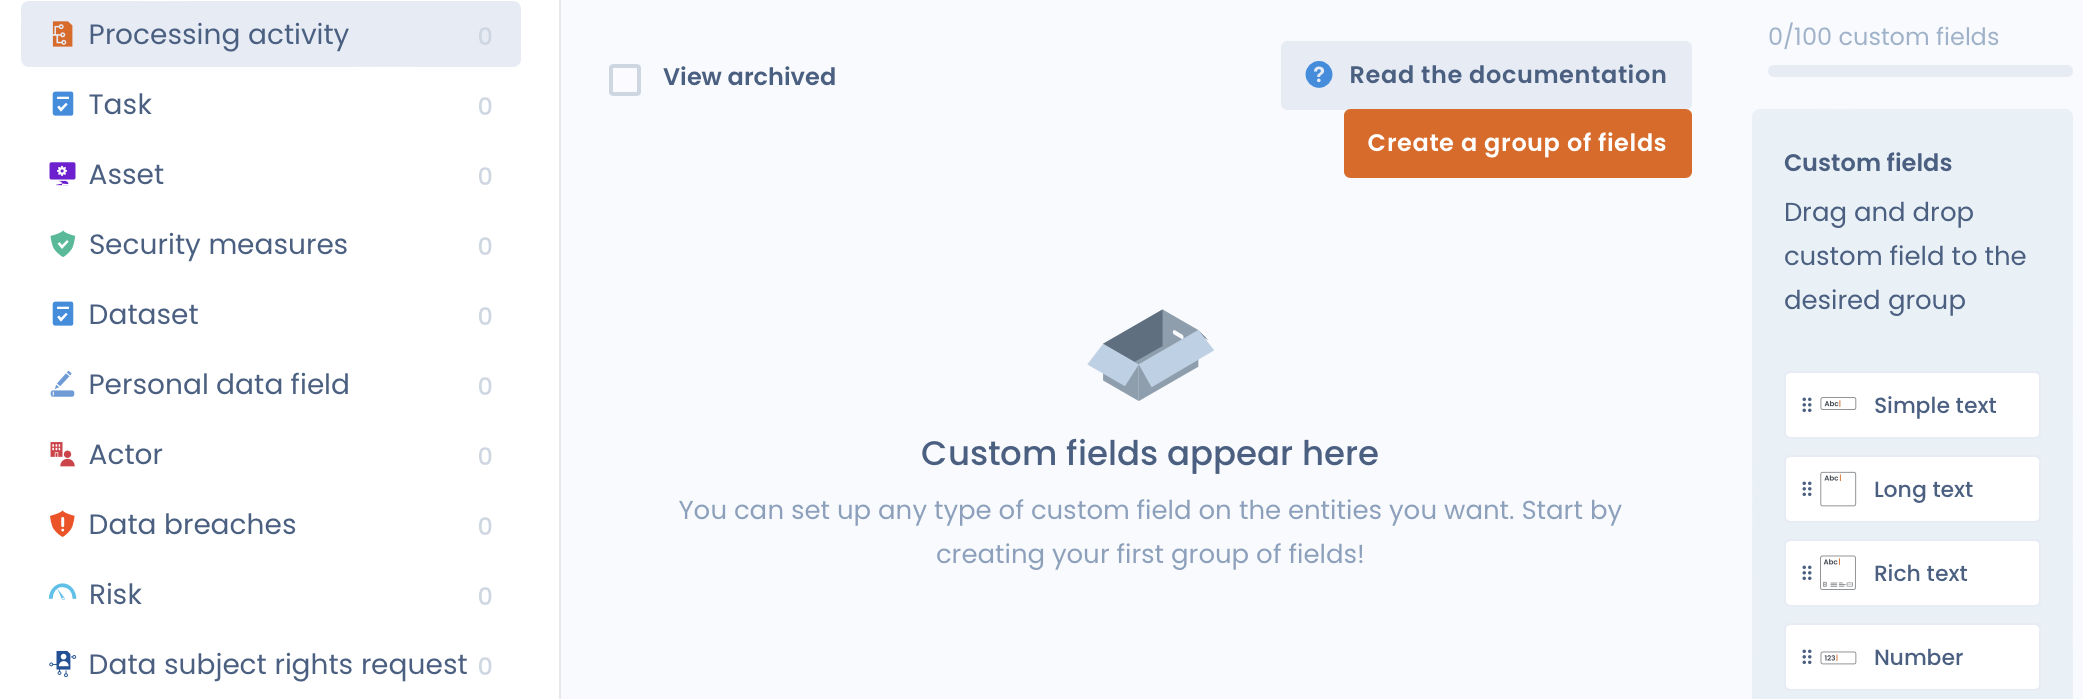 Processing activity 0
Task 0
Asset 0
Security measures 0
Dataset 0
Personal data field 0
Actor 0
Data breaches 0
Risk 0
Data subject rights request 0
View archived
? Read the documentation
Create a group of fields
Custom fields appear here
You can set up any type of custom field on the entities you want. Start by
creating your first group of fields!
0/100 custom fields
Custom fields
Drag and drop
custom field to the
desired group
Abc Simple text
Abc Long text
Abc Rich text
123 Number